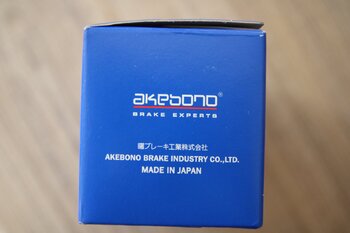 akebono®
BRAKE EXPERTS
曙ブレーキ工業株式会社
AKEBONO BRAKE INDUSTRY CO.,LTD.
MADE IN JAPAN